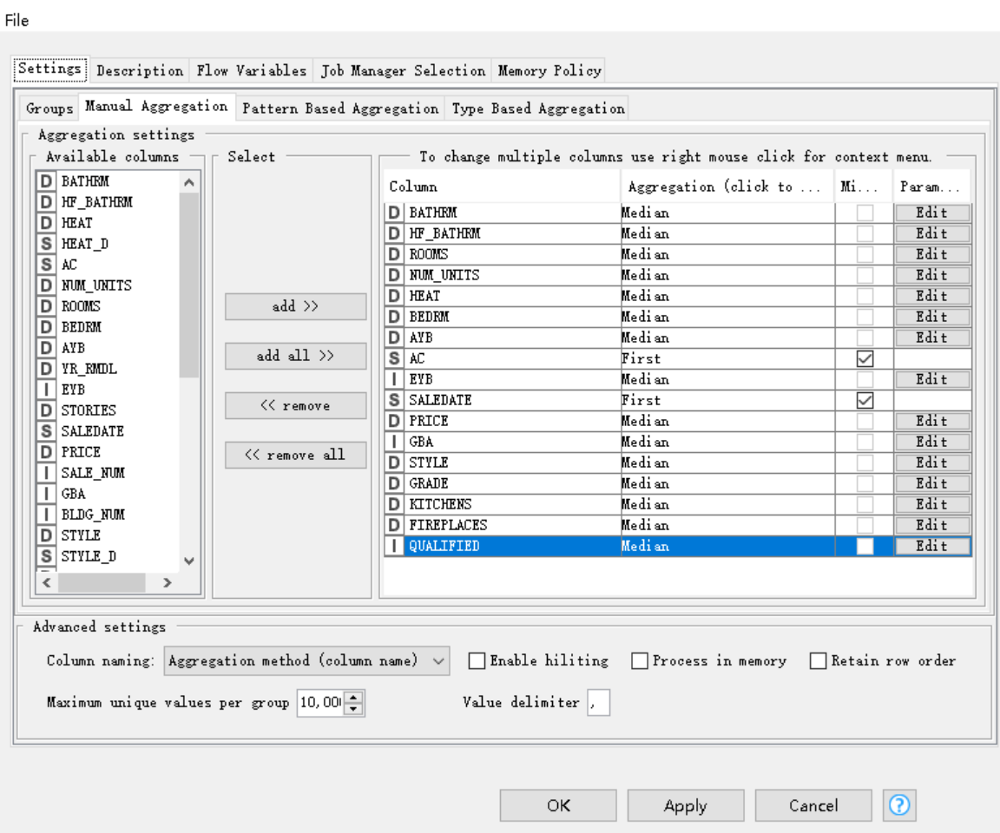 File
Settings Description Flow Variables Job Manager Selection Memory Policy
Groups Manual Aggregation Pattern Based Aggregation Type Based Aggregation
Aggregation settings
Available columns
D BATHRM
D HF_BATHRM
D HEAT
S HEAT_D
S AC
D NUM_UNITS
D ROOMS
D BEDRM
D AYB
D YR_RMDL
I EYB
D STORIES
S SALEDATE
D PRICE
I SALE_NUM
I GBA
I BLDG_NUM
D STYLE
S STYLE_D
Select
add >>
add all >>
<< remove
<< remove all
To change multiple columns use right mouse click for context menu.
Column Aggregation (click to ... Mi... Param...
D BATHRM Median Edit
D HF_BATHRM Median Edit
D ROOMS Median Edit
D NUM_UNITS Median Edit
D HEAT Median Edit
D BEDRM Median Edit
D AYB Median Edit
S AC First
I EYB Median Edit
S SALEDATE First
D PRICE Median Edit
I GBA Median Edit
D STYLE Median Edit
D GRADE Median Edit
D KITCHENS Median Edit
D FIREPLACES Median Edit
I QUALIFIED Median Edit
Advanced settings
Column naming: Aggregation method (column name) Enable hiliting Process in memory Retain row order
Maximum unique values per group 10,00 Value delimiter ,
OK Apply Cancel ?